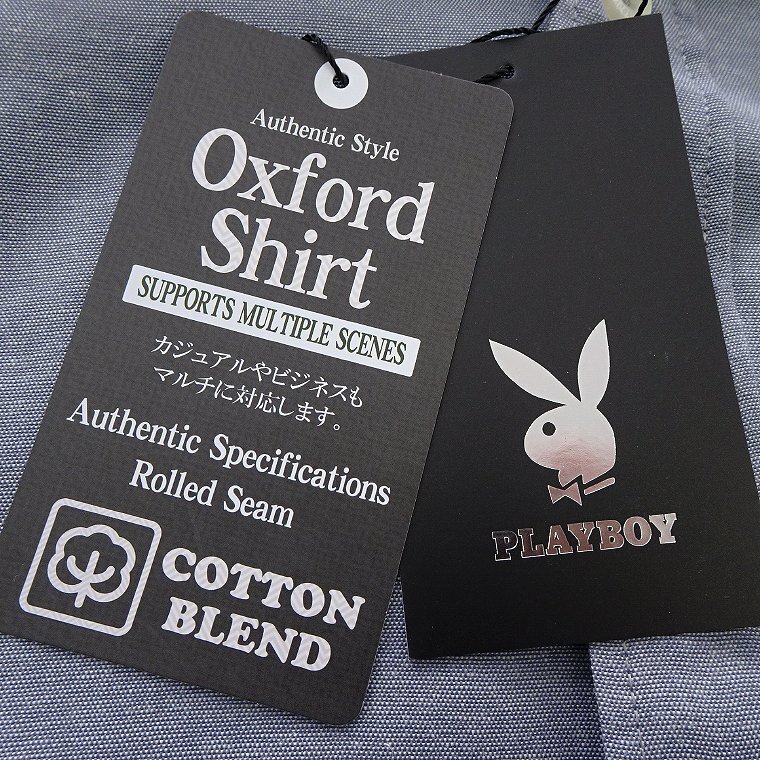 Authentic Style
Oxford
Shirt
SUPPORTS MULTIPLE SCENES
カジュアルやビジネスも
マルチに対応します。
Authentic Specifications
Rolled Seam
COTTON
BLEND
PLAYBOY